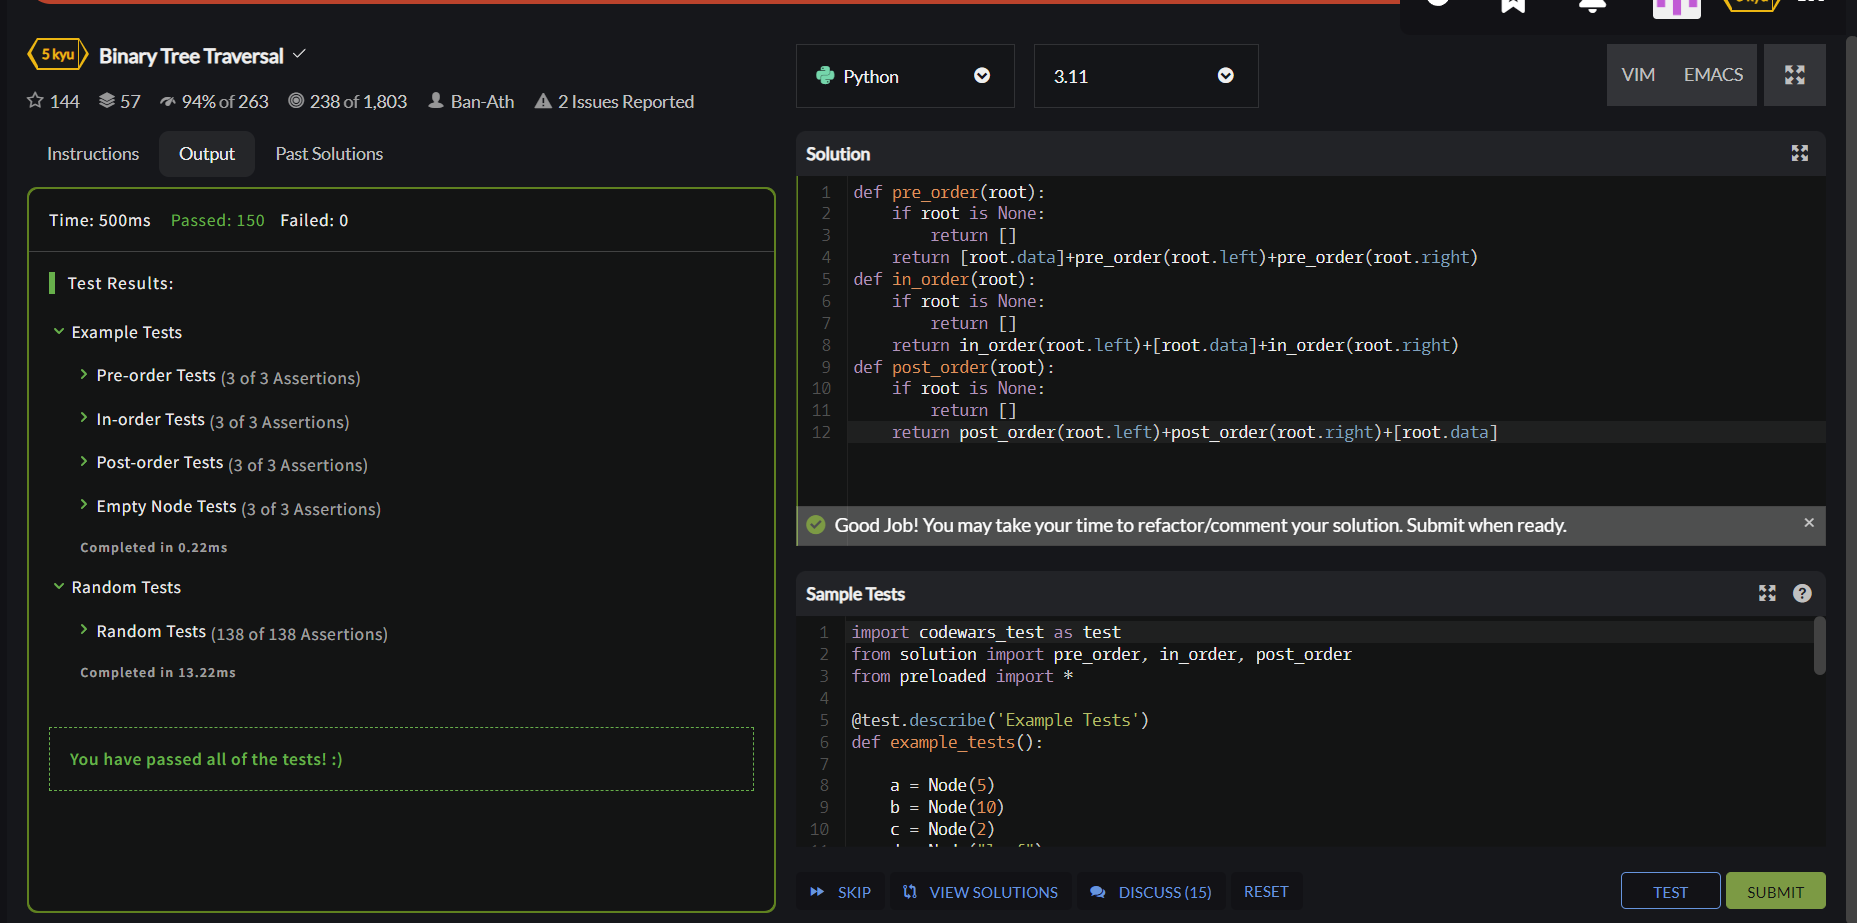 5 kyu Binary Tree Traversal
144 57 94% of 263 238 of 1,803 Ban-Ath 2 Issues Reported
Instructions Output Past Solutions
Time: 500ms Passed: 150 Failed: 0
Test Results:
Example Tests
Pre-order Tests (3 of 3 Assertions)
In-order Tests (3 of 3 Assertions)
Post-order Tests (3 of 3 Assertions)
Empty Node Tests (3 of 3 Assertions)
Completed in 0.22ms
Random Tests
Random Tests (138 of 138 Assertions)
Completed in 13.22ms
You have passed all of the tests! :)
Python 3.11 VIM EMACS
Solution
1 def pre_order(root):
2     if root is None:
3         return []
4     return [root.data]+pre_order(root.left)+pre_order(root.right)
5 def in_order(root):
6     if root is None:
7         return []
8     return in_order(root.left)+[root.data]+in_order(root.right)
9 def post_order(root):
10     if root is None:
11         return []
12     return post_order(root.left)+post_order(root.right)+[root.data]
Good Job! You may take your time to refactor/comment your solution. Submit when ready. ×
Sample Tests ?
1 import codewars_test as test
2 from solution import pre_order, in_order, post_order
3 from preloaded import *
4
5 @test.describe('Example Tests')
6 def example_tests():
7
8     a = Node(5)
9     b = Node(10)
10     c = Node(2)
SKIP VIEW SOLUTIONS DISCUSS (15) RESET TEST SUBMIT